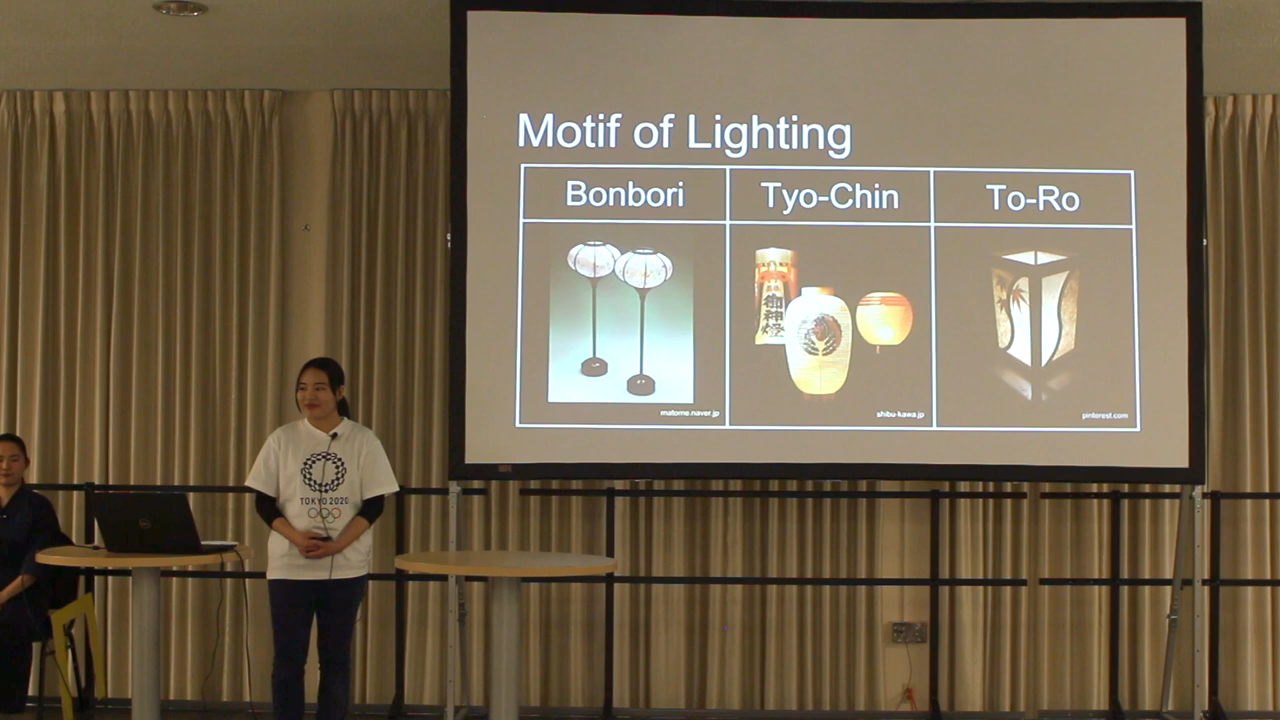 Motif of Lighting
Bonbori
Tyo-Chin
To-Ro
御神燈
matome.naver.jp
shibu-kawa.jp
pinterest.com
TOKYO 2020